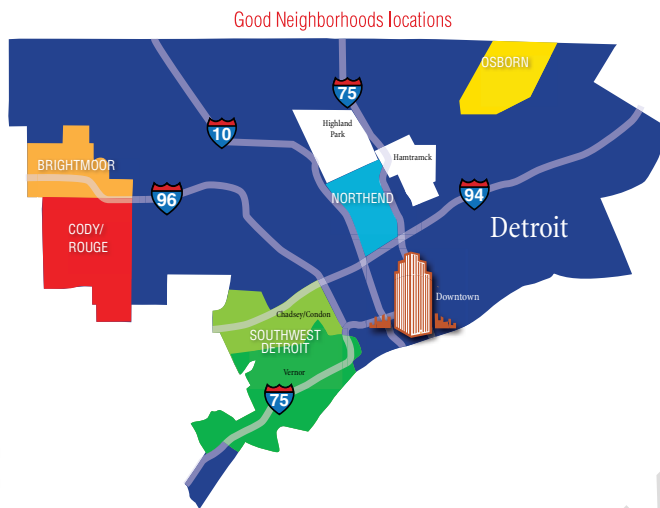 Good Neighborhoods locations
OSBORN
75
Highland
Park
10
Hamtramck
BRIGHTMOOR
96
NORTHEND
94
CODY/
ROUGE
Detroit
Downtown
Chadsey/Condon
SOUTHWEST
DETROIT
Vernor
75